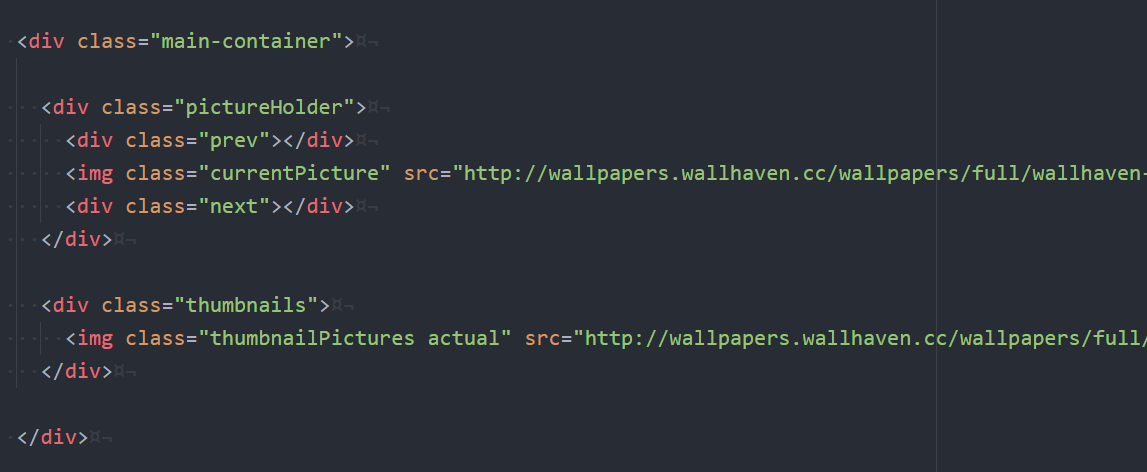 <div class="main-container">
<div class="pictureHolder">
<div class="prev"></div>
<img class="currentPicture" src="http://wallpapers.wallhaven.cc/wallpapers/full/wallhaven-
<div class="next"></div>
</div>
<div class="thumbnails">
<img class="thumbnailPictures actual" src="http://wallpapers.wallhaven.cc/wallpapers/full/
</div>
</div>